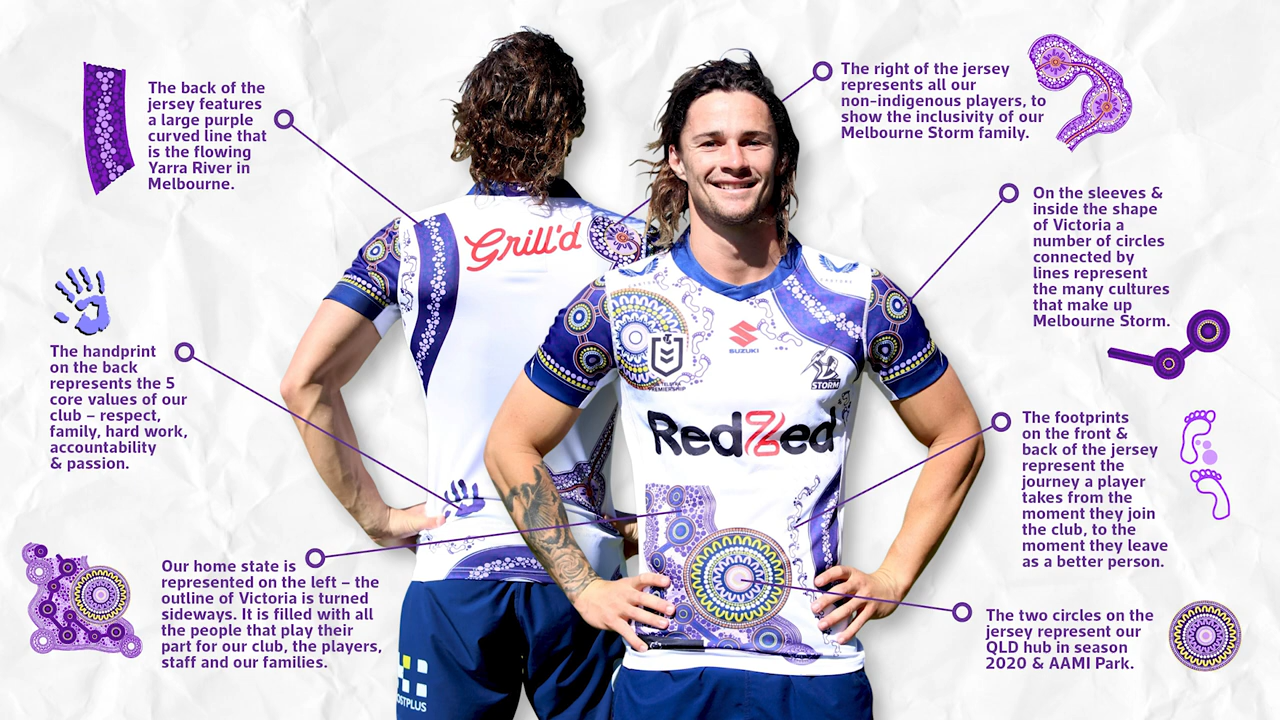 The back of the
jersey features
a large purple
curved line that
is the flowing
Yarra River in
Melbourne.
The right of the jersey
represents all our
non-indigenous players, to
show the inclusivity of our
Melbourne Storm family.
On the sleeves &
inside the shape
of Victoria a
number of circles
connected by
lines represent
the many cultures
that make up
Melbourne Storm.
Grill'd
SUZUKI
TELSTRA
PREMIERSHIP
STORM
RedZed
The handprint
on the back
represents the 5
core values of our
club – respect,
family, hard work,
accountability
& passion.
The footprints
on the front &
back of the jersey
represent the
journey a player
takes from the
moment they join
the club, to the
moment they leave
as a better person.
Our home state is
represented on the left – the
outline of Victoria is turned
sideways. It is filled with all
the people that play their
part for our club, the players,
staff and our families.
The two circles on the
jersey represent our
QLD hub in season
2020 & AAMI Park.
OSTPLUS